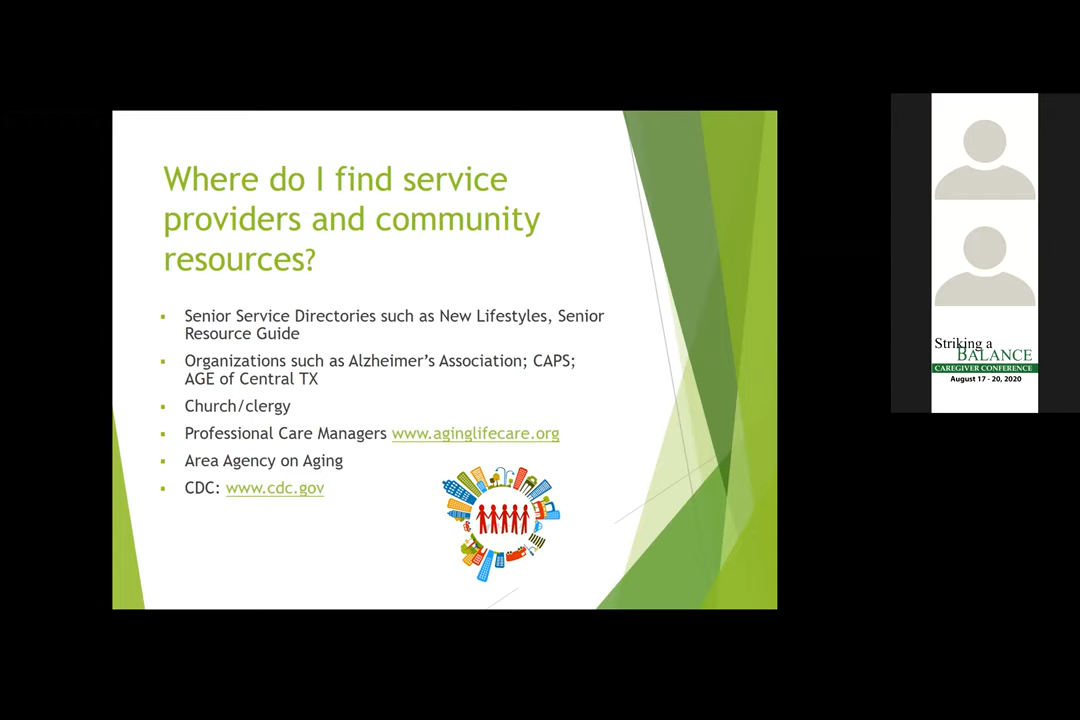 Where do I find service
providers and community
resources?
Senior Service Directories such as New Lifestyles, Senior
Resource Guide
Organizations such as Alzheimer's Association; CAPS;
AGE of Central TX
Church/clergy
Professional Care Managers www.aginglifecare.org
Area Agency on Aging
CDC: www.cdc.gov
Striking a
BALANCE
CAREGIVER CONFERENCE
August 17 - 20, 2020